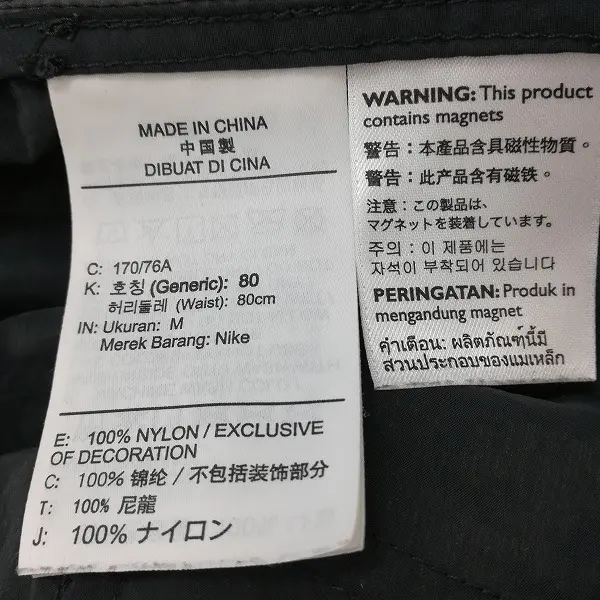 MADE IN CHINA
中国製
DIBUAT DI CINA
C: 170/76A
K: 호칭 (Generic): 80
허리둘레 (Waist): 80cm
IN: Ukuran: M
Merek Barang: Nike
E: 100% NYLON / EXCLUSIVE
OF DECORATION
C: 100% 锦纶 / 不包括装饰部分
T: 100% 尼龍
J: 100% ナイロン
WARNING: This product
contains magnets
警告：本產品含具磁性物質。
警告：此产品含有磁铁。
注意：この製品は、
マグネットを装着しています。
주의 : 이 제품에는
자석이 부착되어 있습니다
PERINGATAN: Produk in
mengandung magnet
คำเตือน: ผลิตภัณฑ์นี้มี
ส่วนประกอบของแม่เหล็ก